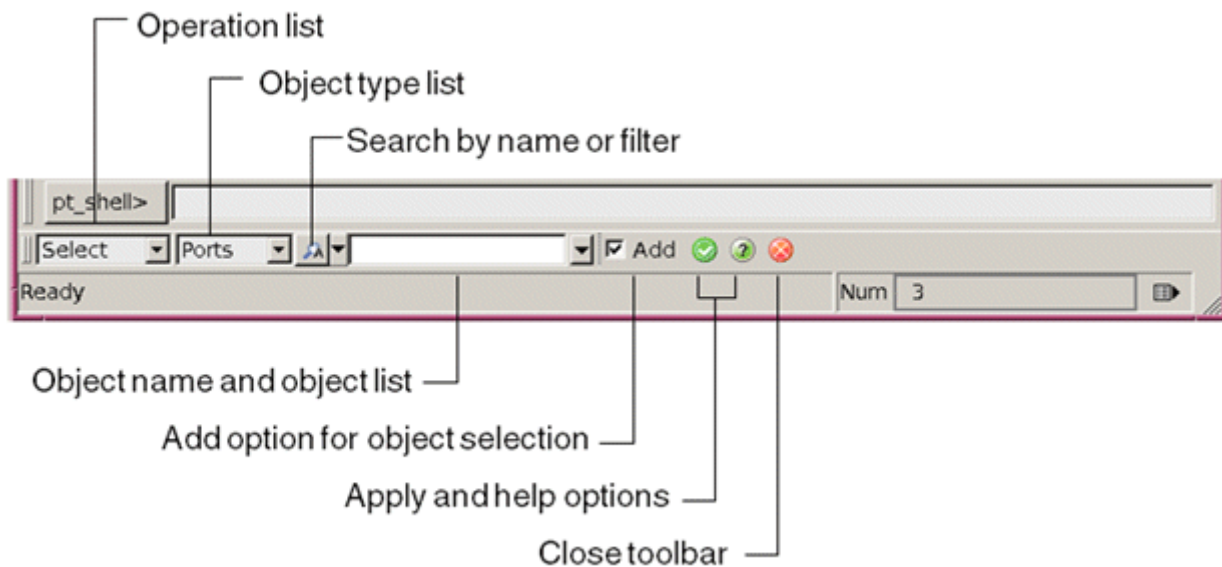 Operation list
Object type list
Search by name or filter
pt_shell>
Select Ports Add
Ready Num 3
Object name and object list
Add option for object selection
Apply and help options
Close toolbar